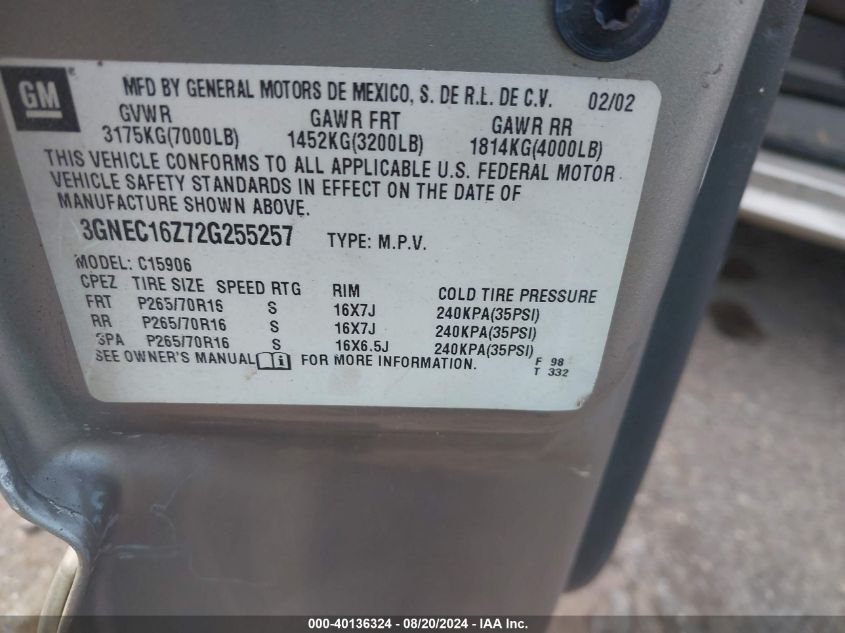 GM
MFD BY GENERAL MOTORS DE MEXICO, S. DE R.L. DE C.V. 02/02
GVWR GAWR FRT GAWR RR
3175KG(7000LB) 1452KG(3200LB) 1814KG(4000LB)
THIS VEHICLE CONFORMS TO ALL APPLICABLE U.S. FEDERAL MOTOR
VEHICLE SAFETY STANDARDS IN EFFECT ON THE DATE OF
MANUFACTURE SHOWN ABOVE.
3GNEC16Z72G255257 TYPE: M.P.V.
MODEL: C15906
CPEZ TIRE SIZE SPEED RTG RIM COLD TIRE PRESSURE
FRT P265/70R16 S 16X7J 240KPA(35PSI)
RR P265/70R16 S 16X7J 240KPA(35PSI)
SPA P265/70R16 S 16X6.5J 240KPA(35PSI)
SEE OWNER'S MANUAL FOR MORE INFORMATION. F 98
T 332
000-40136324 - 08/20/2024 - IAA Inc.